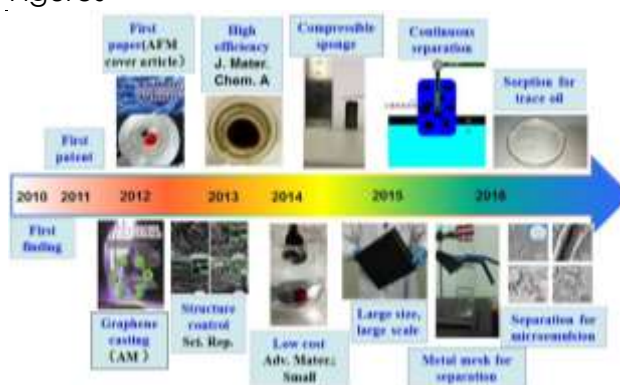 First
paper(AFM
cover article)
High
efficiency
J. Mater.
Chem. A
Compressible
sponge
Continuous
separation
Sorption for
trace oil
First
patent
2010
2011
2012
2013
2014
2015
2016
First
finding
Graphene
casting
(AM)
Structure
control
Sci. Rep.
Low cost
Adv. Mater.;
Small
Large size,
large scale
Metal mesh for
separation
Separation for
microemulsion